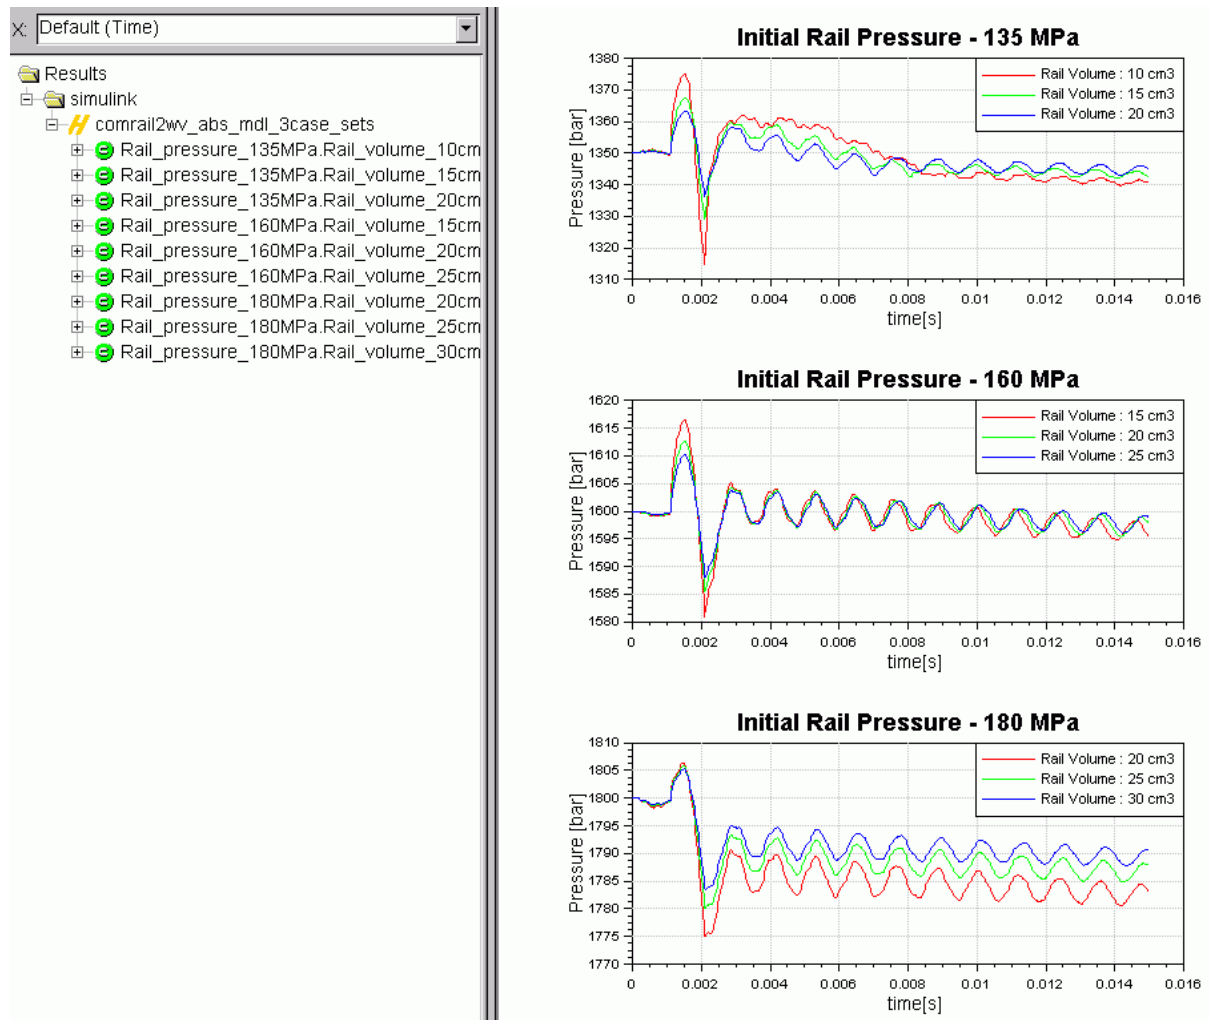 X: Default (Time)
Results
simulink
comrail2wv_abs_mdl_3case_sets
Rail_pressure_135MPa.Rail_volume_10cm
Rail_pressure_135MPa.Rail_volume_15cm
Rail_pressure_135MPa.Rail_volume_20cm
Rail_pressure_160MPa.Rail_volume_15cm
Rail_pressure_160MPa.Rail_volume_20cm
Rail_pressure_160MPa.Rail_volume_25cm
Rail_pressure_180MPa.Rail_volume_20cm
Rail_pressure_180MPa.Rail_volume_25cm
Rail_pressure_180MPa.Rail_volume_30cm
Initial Rail Pressure - 135 MPa
Rail Volume : 10 cm3
Rail Volume : 15 cm3
Rail Volume : 20 cm3
Pressure [bar]
1380
1370
1360
1350
1340
1330
1320
1310
0 0.002 0.004 0.006 0.008 0.01 0.012 0.014 0.016
time[s]
Initial Rail Pressure - 160 MPa
Rail Volume : 15 cm3
Rail Volume : 20 cm3
Rail Volume : 25 cm3
Pressure [bar]
1620
1615
1610
1605
1600
1595
1590
1585
1580
0 0.002 0.004 0.006 0.008 0.01 0.012 0.014 0.016
time[s]
Initial Rail Pressure - 180 MPa
Rail Volume : 20 cm3
Rail Volume : 25 cm3
Rail Volume : 30 cm3
Pressure [bar]
1810
1805
1800
1795
1790
1785
1780
1775
1770
0 0.002 0.004 0.006 0.008 0.01 0.012 0.014 0.016
time[s]